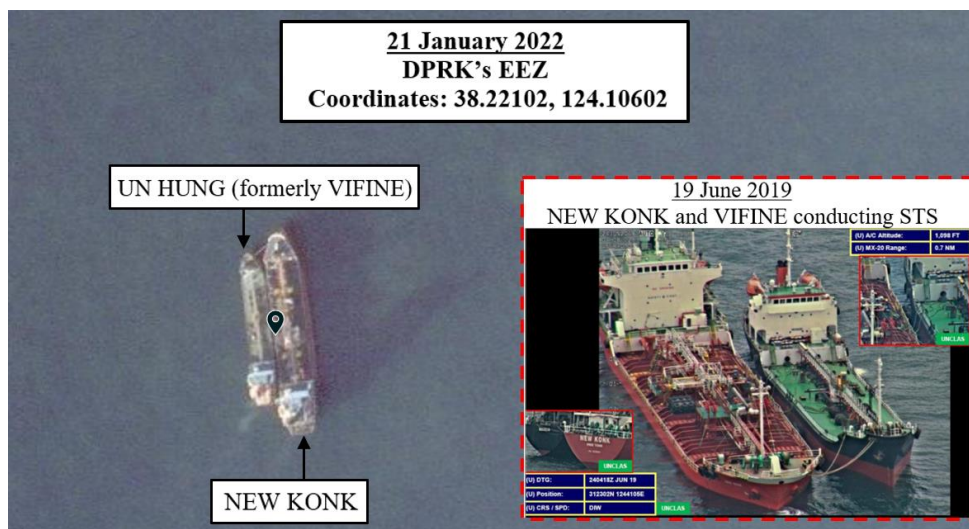 21 January 2022
DPRK's EEZ
Coordinates: 38.22102, 124.10602
UN HUNG (formerly VIFINE)
NEW KONK
19 June 2019
NEW KONK and VIFINE conducting STS
(U) A/C Altitude: 1,098 FT
(U) MX-20 Range: 0.7 NM
UNCLAS
NEW KONK
UNCLAS
(U) DTG: 240418Z JUN 19
(U) Position: 312302N 1244105E
(U) CRS / SPD: DIW
UNCLAS